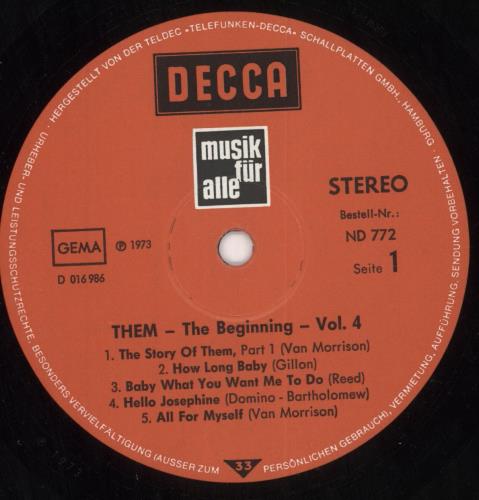 URHEBER- UND LEISTUNGSSCHUTZRECHTE, BESONDERS VERVIELFÄLTIGUNG (AUSSER ZUM PERSÖNLICHEN GEBRAUCH), VERMIETUNG, AUFFÜHRUNG, SENDUNG VORBEHALTEN · HERGESTELLT VON DER TELDEC »TELEFUNKEN-DECCA« SCHALLPLATTEN GMBH., HAMBURG ·
DECCA
musik
für
alle
STEREO
Bestell-Nr.:
ND 772
Seite 1
GEMA
℗ 1973
D 016 986
THEM – The Beginning – Vol. 4
1. The Story Of Them, Part 1 (Van Morrison)
2. How Long Baby (Gillon)
3. Baby What You Want Me To Do (Reed)
4. Hello Josephine (Domino - Bartholomew)
5. All For Myself (Van Morrison)
33